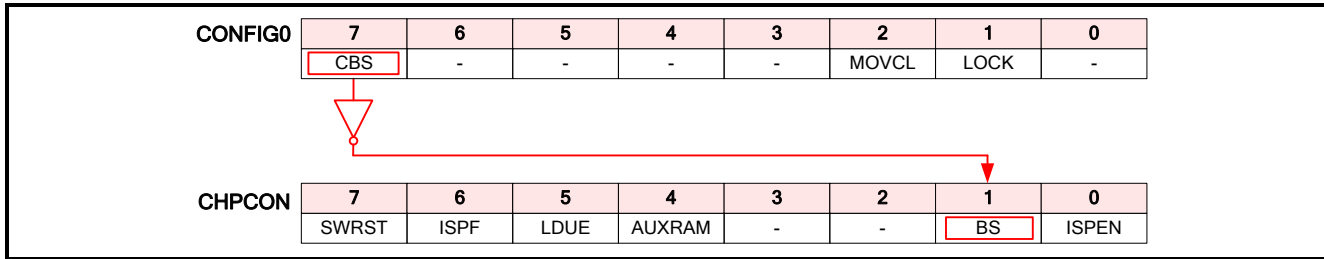 CONFIG0 7 6 5 4 3 2 1 0
CBS - - - - MOVCL LOCK -
CHPCON 7 6 5 4 3 2 1 0
SWRST ISPF LDUE AUXRAM - - BS ISPEN